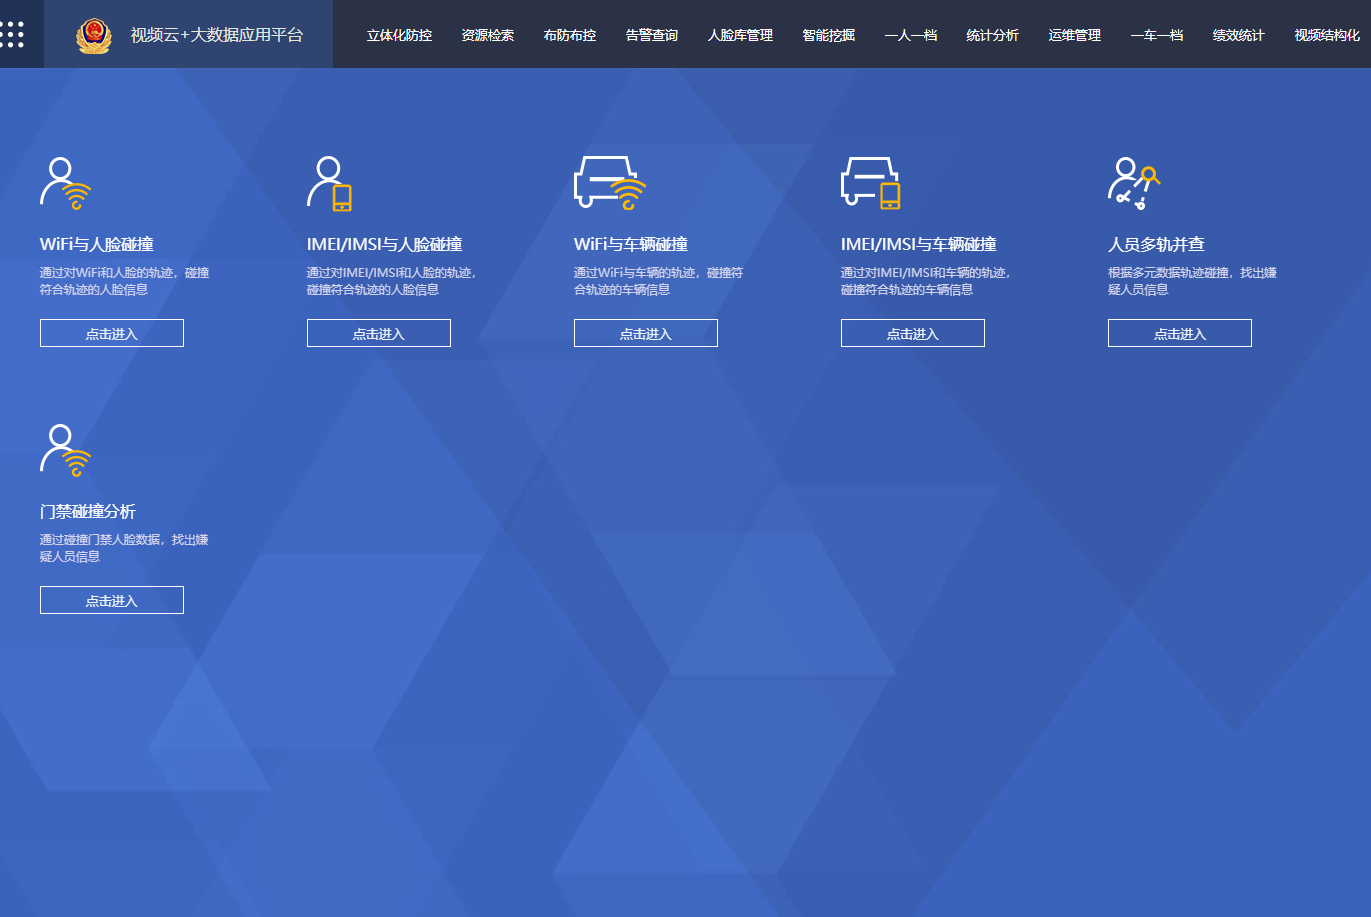 视频云+大数据应用平台
立体化防控 资源检索 布防布控 告警查询 人脸库管理 智能挖掘 一人一档 统计分析 运维管理 一车一档 绩效统计 视频结构化
WiFi与人脸碰撞
通过对WiFi和人脸的轨迹，碰撞
符合轨迹的人脸信息
点击进入
IMEI/IMSI与人脸碰撞
通过对IMEI/IMSI和人脸的轨迹，
碰撞符合轨迹的人脸信息
点击进入
WiFi与车辆碰撞
通过WiFi与车辆的轨迹，碰撞符
合轨迹的车辆信息
点击进入
IMEI/IMSI与车辆碰撞
通过对IMEI/IMSI和车辆的轨迹，
碰撞符合轨迹的车辆信息
点击进入
人员多轨并查
根据多元数据轨迹碰撞，找出嫌
疑人员信息
点击进入
门禁碰撞分析
通过碰撞门禁人脸数据，找出嫌
疑人员信息
点击进入